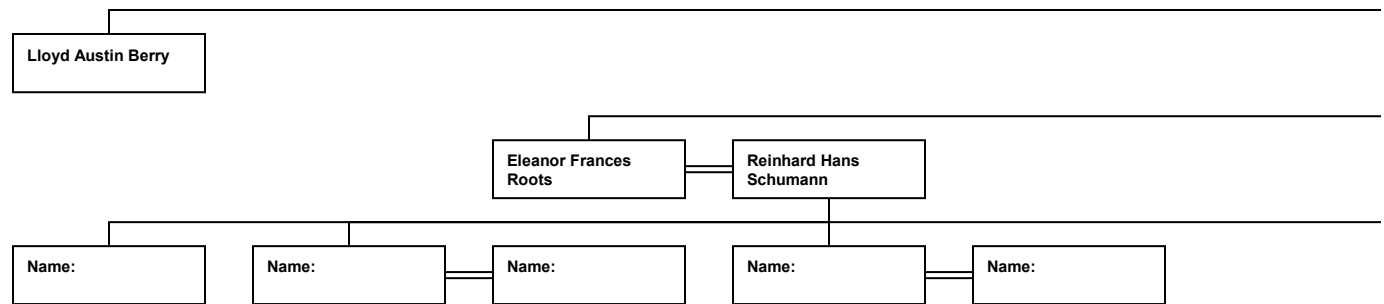 Lloyd Austin Berry
Eleanor Frances
Roots
Reinhard Hans
Schumann
Name:
Name:
Name:
Name:
Name: